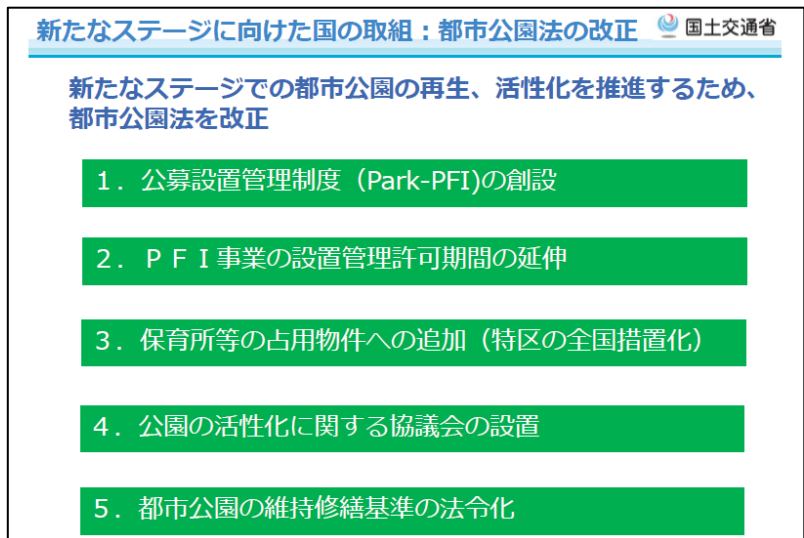 新たなステージに向けた国の取組：都市公園法の改正
国土交通省
新たなステージでの都市公園の再生、活性化を推進するため、
都市公園法を改正
１．公募設置管理制度（Park-PFI)の創設
２．ＰＦＩ事業の設置管理許可期間の延伸
３．保育所等の占用物件への追加（特区の全国措置化）
４．公園の活性化に関する協議会の設置
５．都市公園の維持修繕基準の法令化